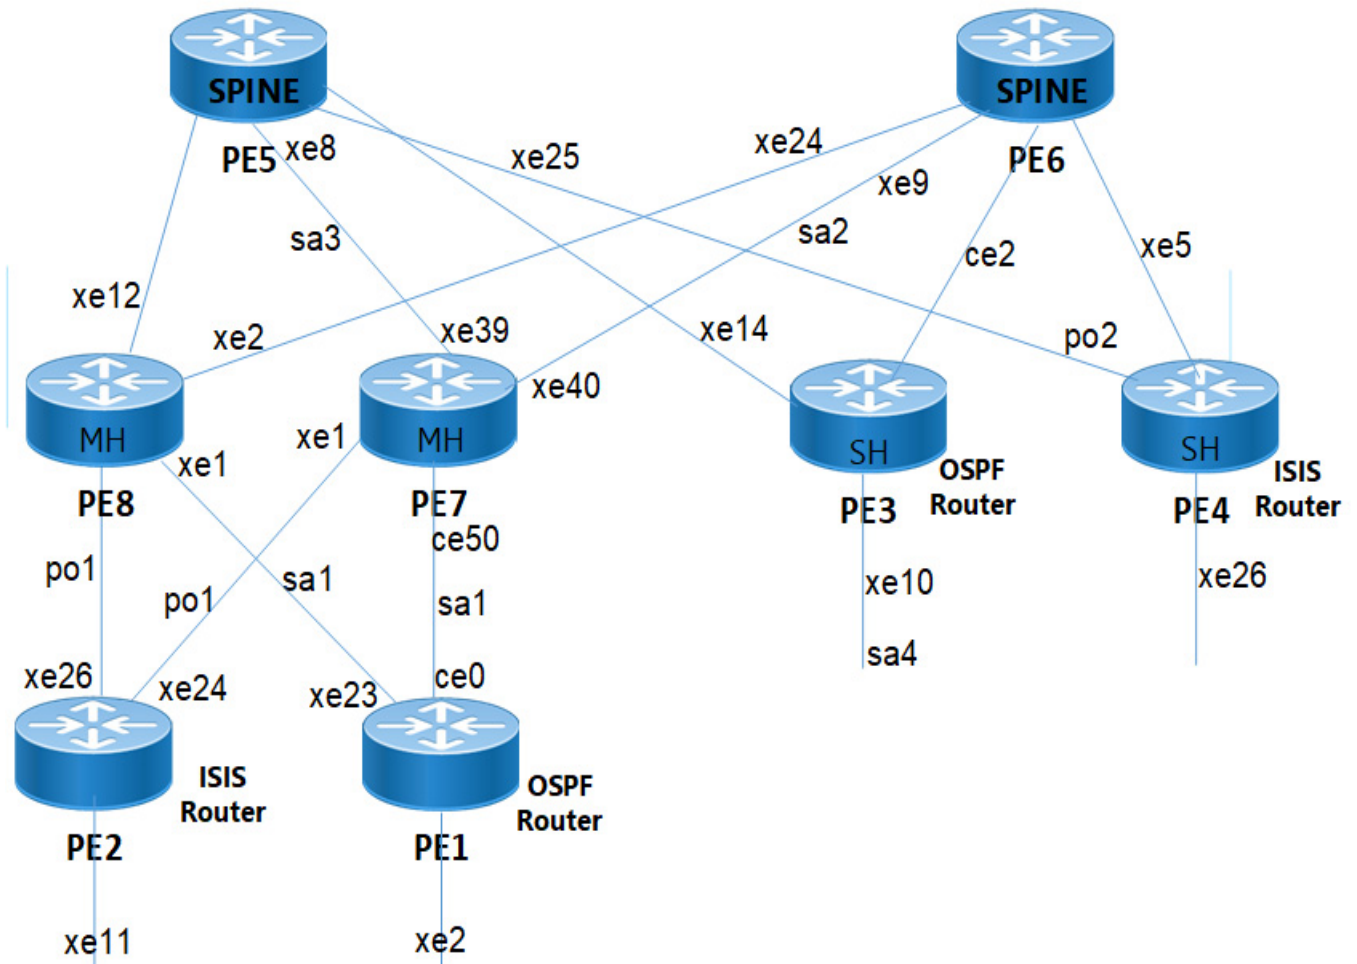 SPINE
SPINE
PE5
xe8
xe25
xe24
PE6
xe9
sa3
sa2
ce2
xe5
xe12
xe2
xe39
xe14
po2
xe40
MH
MH
SH
SH
xe1
xe1
OSPF
Router
ISIS
Router
PE8
PE7
PE3
PE4
ce50
po1
po1
sa1
sa1
xe10
xe26
sa4
xe26
xe24
xe23
ce0
ISIS
Router
OSPF
Router
PE2
PE1
xe11
xe2